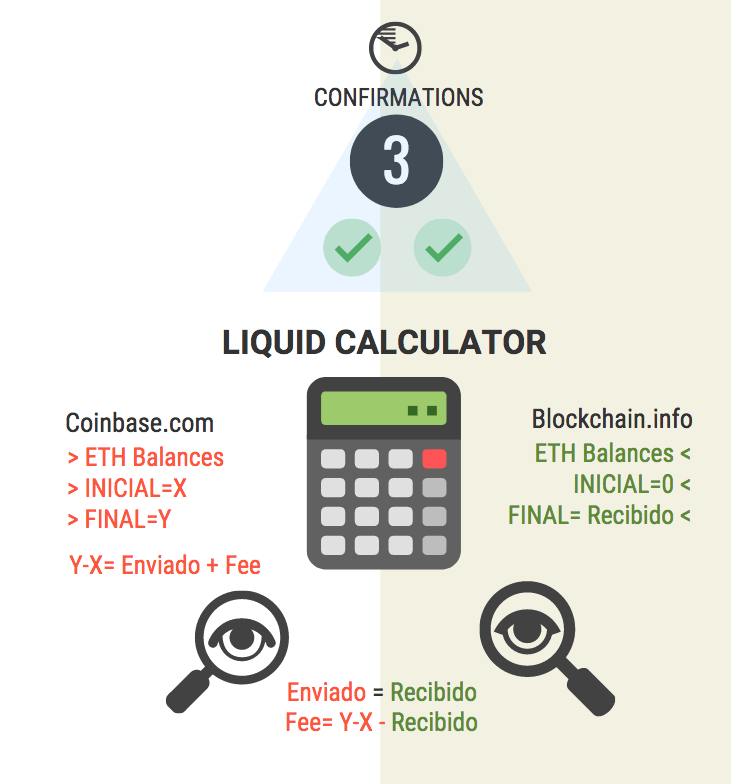 CONFIRMATIONS
3
LIQUID CALCULATOR
Coinbase.com
> ETH Balances
> INICIAL=X
> FINAL=Y
Y-X= Enviado + Fee
Blockchain.info
ETH Balances <
INICIAL=0 <
FINAL= Recibido <
Enviado = Recibido
Fee= Y-X - Recibido